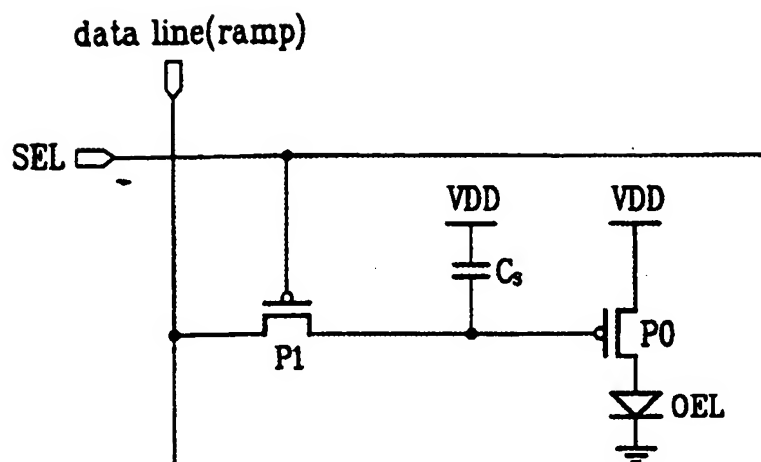 data line(ramp)
SEL
VDD
VDD
Cs
P1
P0
OEL